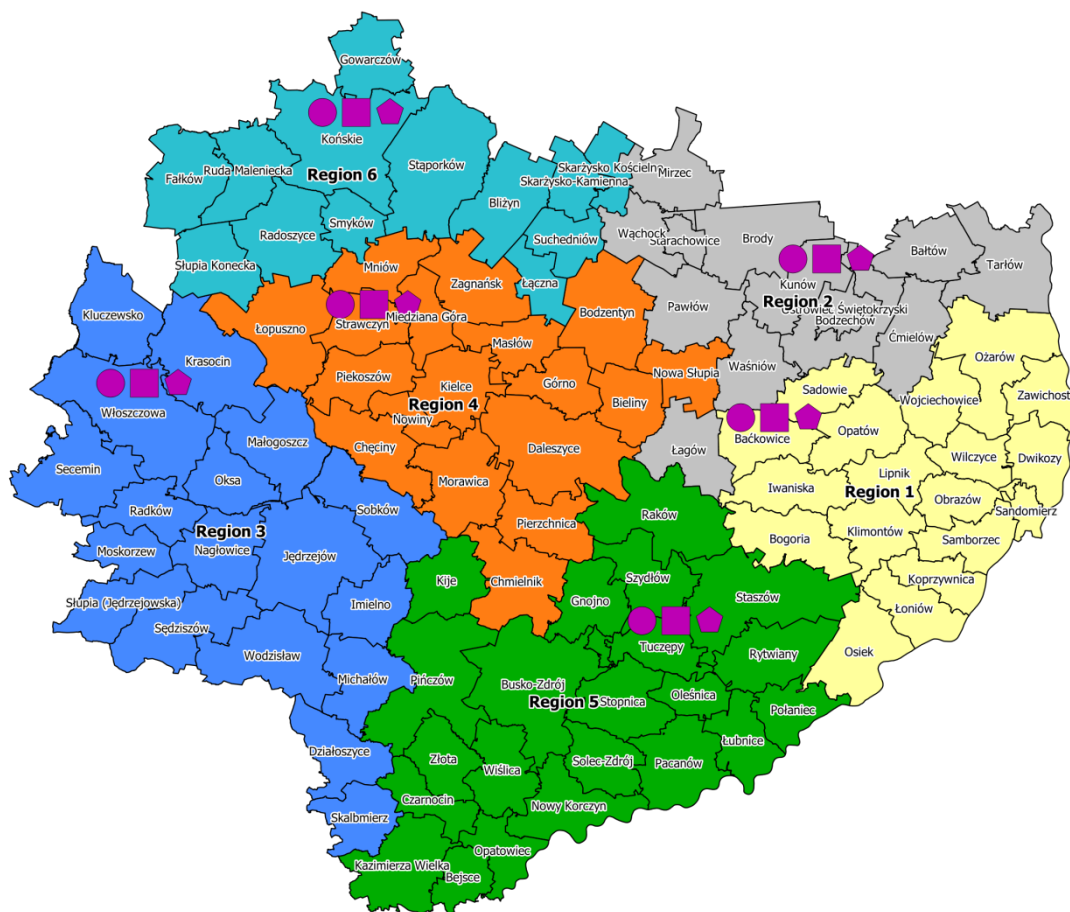 Gowarczów
Końskie
Skarżysko Kościelne
Mirzec
Stąporków
Ruda Maleniecka
Fałków
Region 6
Skarżysko-Kamienna
Bliżyn
Smyków
Radoszyce
Suchedniów
Wąchock
Starachowice
Brody
Bałtów
Tarłów
Słupia Konecka
Mniów
Zagnańsk
Łączna
Kunów
Region 2
Ostrowiec Świętokrzyski
Bodzechów
Kluczewsko
Łopuszno
Strawczyn
Miedziana Góra
Bodzentyn
Pawłów
Ćmielów
Masłów
Krasocin
Ożarów
Waśniów
Nowa Słupia
Sadowie
Piekoszów
Kielce
Górno
Bieliny
Wojciechowice
Zawichost
Region 4
Włoszczowa
Nowiny
Baćkowice
Opatów
Małogoszcz
Chęciny
Daleszyce
Łagów
Wilczyce
Dwikozy
Secemin
Oksa
Morawica
Iwaniska
Lipnik
Region 1
Obrazów
Sandomierz
Radków
Sobków
Region 3
Pierzchnica
Raków
Klimontów
Bogoria
Samborzec
Moskorzew
Nagłowice
Jędrzejów
Kije
Chmielnik
Szydłów
Gnojno
Staszów
Koprzywnica
Łoniów
Słupia (Jędrzejowska)
Imielno
Sędziszów
Tuczępy
Rytwiany
Osiek
Wodzisław
Michałów
Pińczów
Busko-Zdrój
Region 5
Stopnica
Oleśnica
Połaniec
Łubnice
Działoszyce
Złota
Wiślica
Solec-Zdrój
Pacanów
Czarnocin
Nowy Korczyn
Skalbmierz
Opatowiec
Kazimierza Wielka
Bejsce